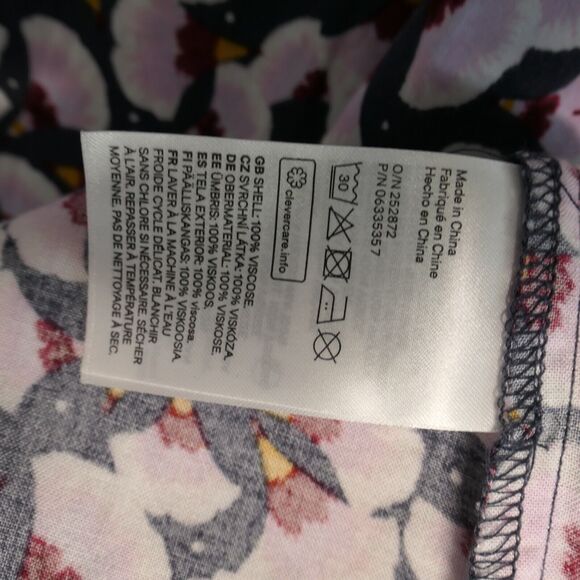 Made in China
Fabriqué en Chine
Hecho en China
O/N 252872
P/N 06335357
30
clevercare.info
GB SHELL: 100% VISCOSE
CZ SVRCHNÍ LÁTKA: 100% VISKÓZA
DE OBERMATERIAL: 100% VISKOSE.
EE ÜMBRIS: 100% VISKOOS
ES TELA EXTERIOR: 100% viscosa
FI PÄÄLLISKANGAS: 100% VISKOOSIA
FR LAVER À LA MACHINE À L'EAU
FROIDE CYCLE DÉLICAT, BLANCHIR
SANS CHLORE SI NÉCESSAIRE, SÉCHER
À L'AIR, REPASSER À TEMPÉRATURE
MOYENNE, PAS DE NETTOYAGE À SEC,